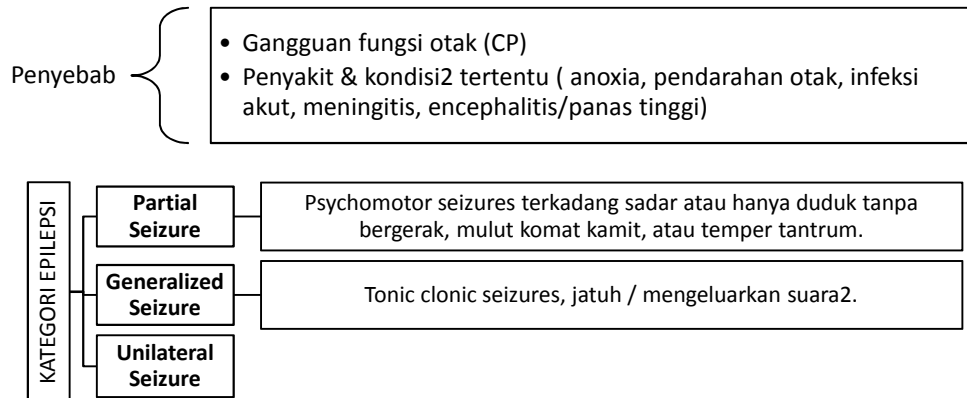 Penyebab
• Gangguan fungsi otak (CP)
• Penyakit & kondisi2 tertentu ( anoxia, pendarahan otak, infeksi
akut, meningitis, encephalitis/panas tinggi)
KATEGORI EPILEPSI
Partial
Seizure
Psychomotor seizures terkadang sadar atau hanya duduk tanpa
bergerak, mulut komat kamit, atau temper tantrum.
Generalized
Seizure
Tonic clonic seizures, jatuh / mengeluarkan suara2.
Unilateral
Seizure